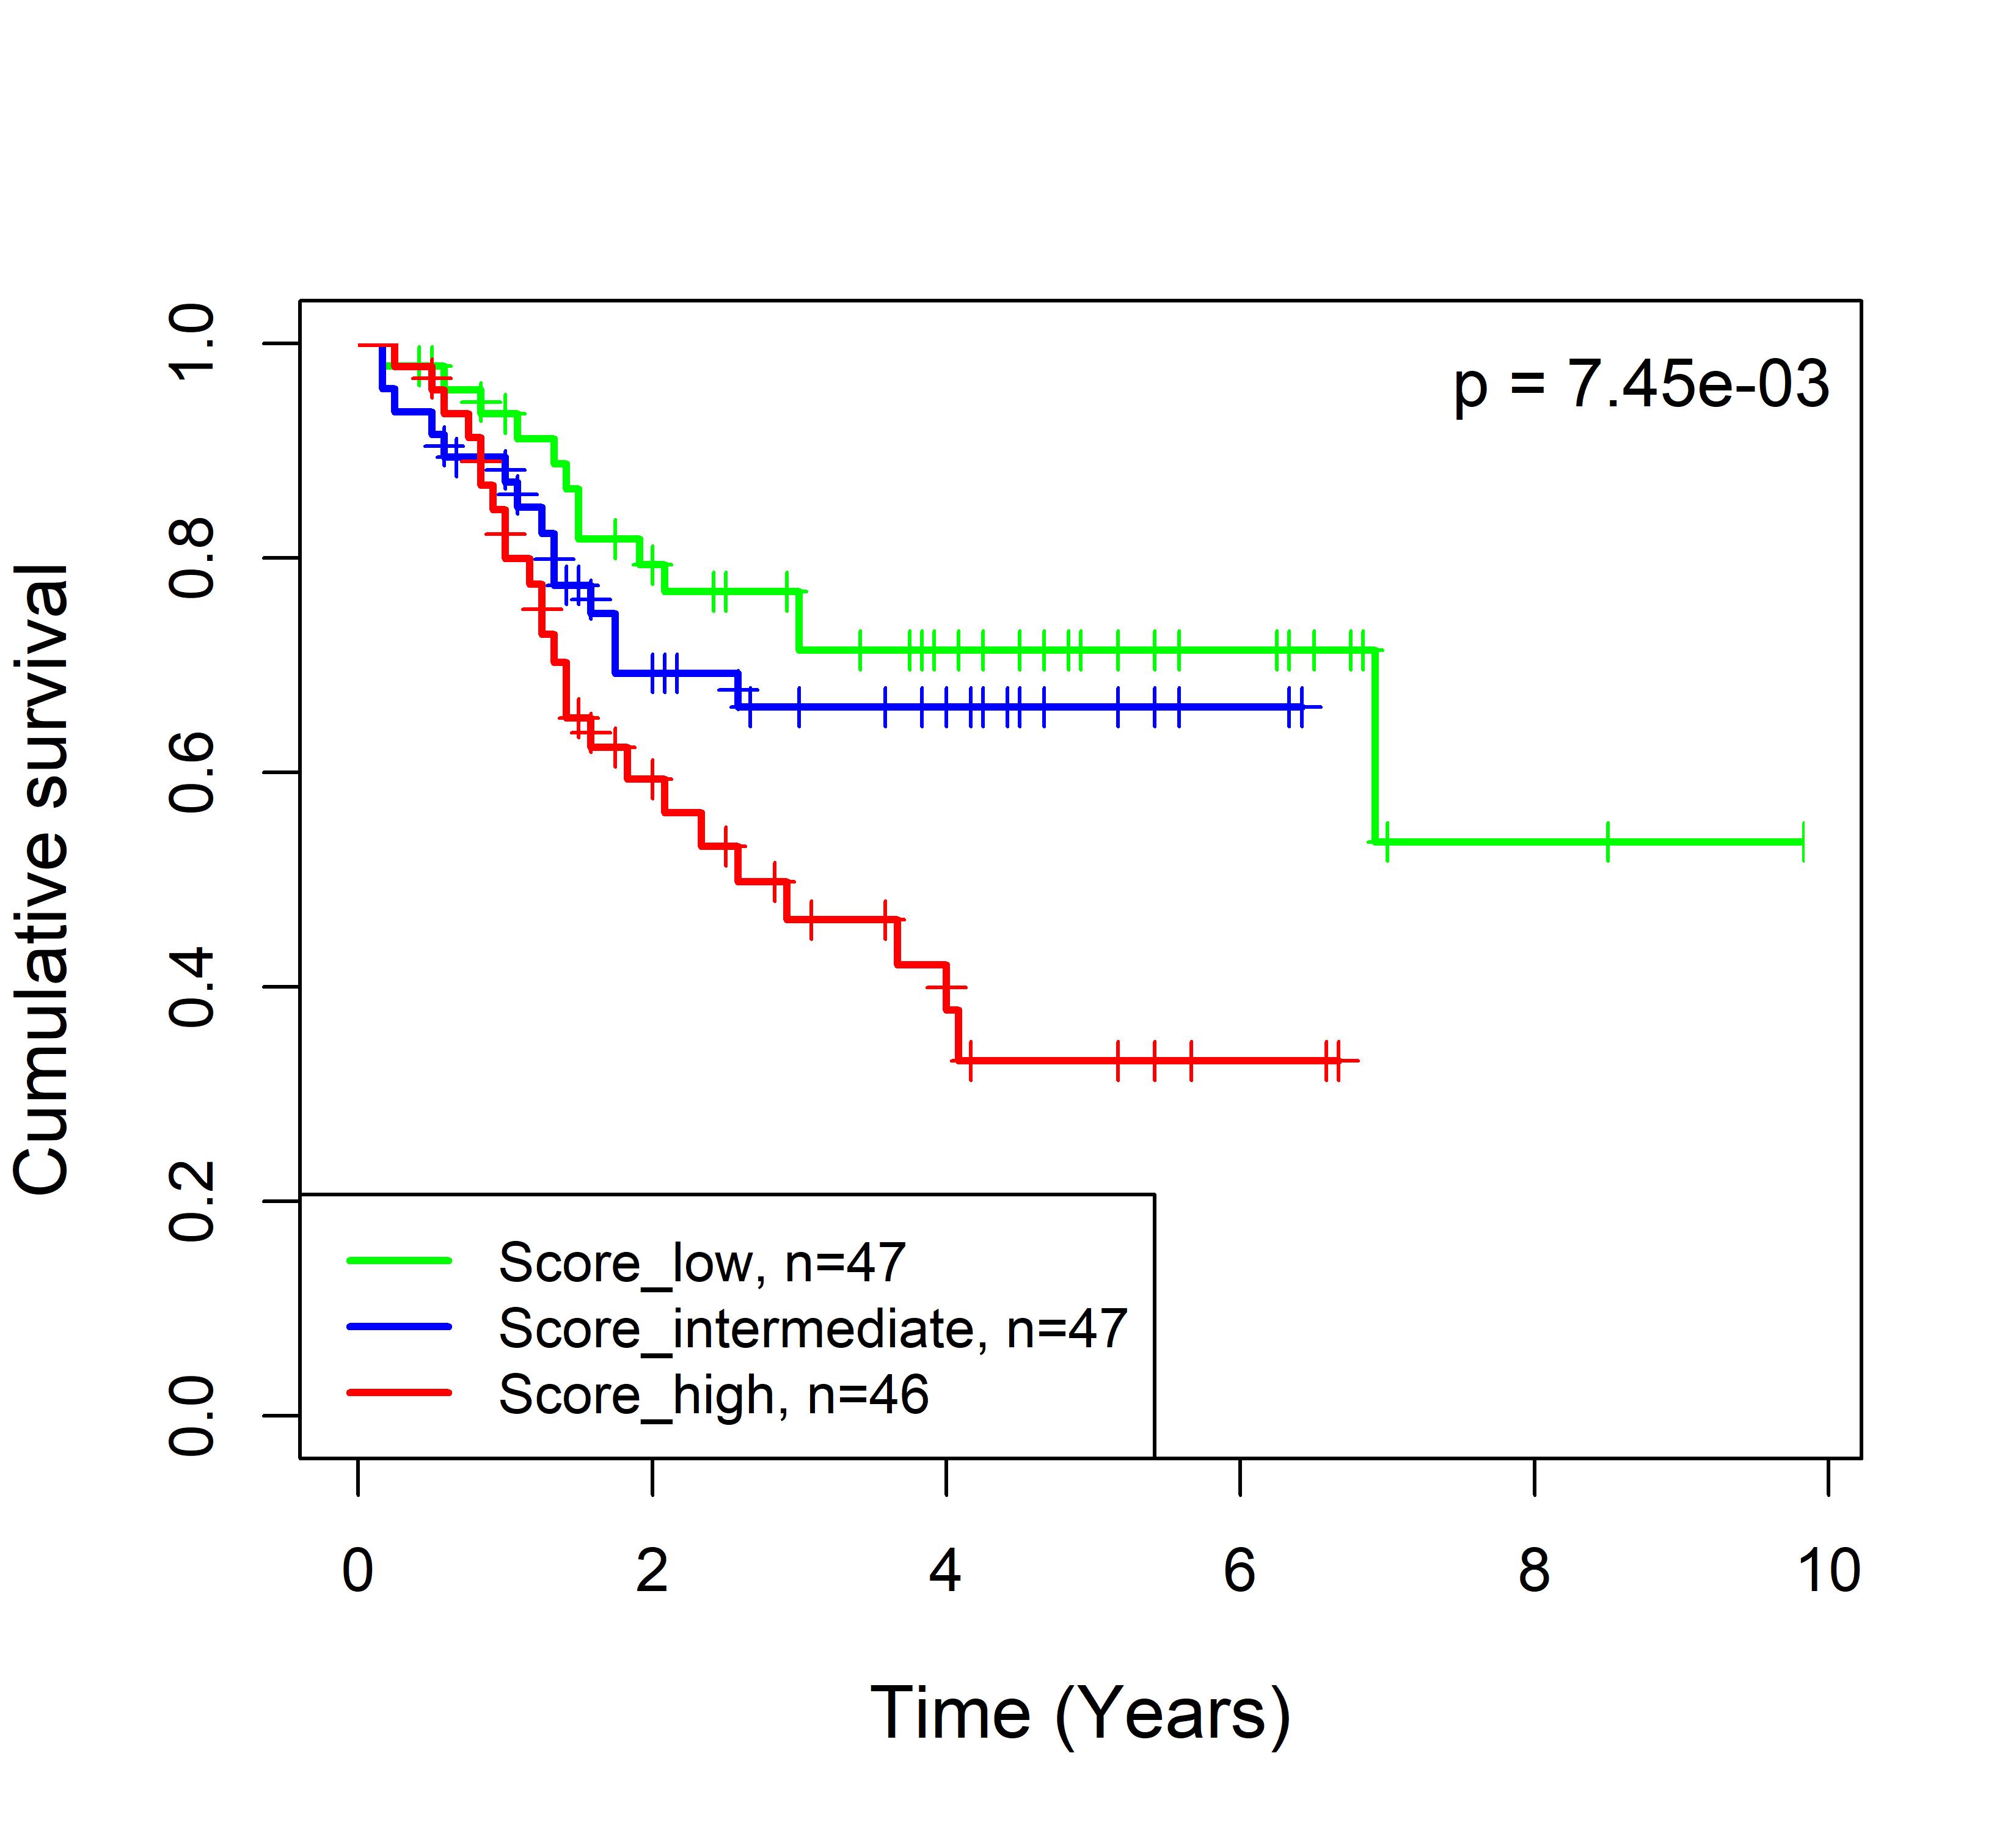 p = 7.45e-03
Cumulative survival
1.0
0.8
0.6
0.4
0.2
0.0
Score_low, n=47
Score_intermediate, n=47
Score_high, n=46
0 2 4 6 8 10
Time (Years)